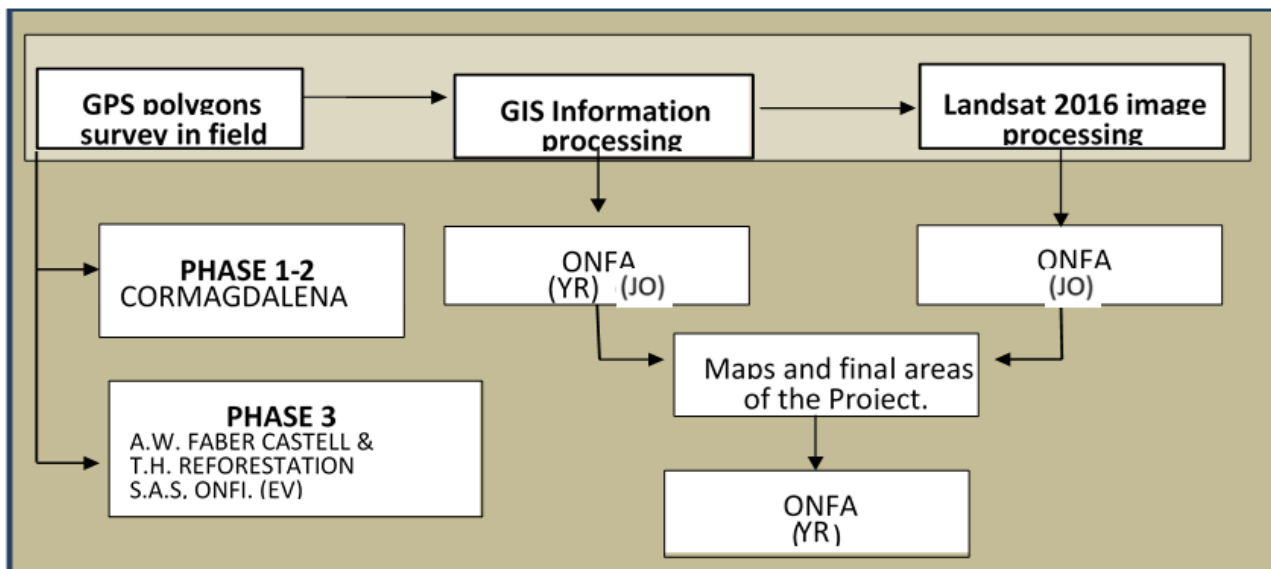 GPS polygons
survey in field
GIS Information
processing
Landsat 2016 image
processing
PHASE 1-2
CORMAGDALENA
ONFA
(YR) (JO)
ONFA
(JO)
Maps and final areas
of the Project.
PHASE 3
A.W. FABER CASTELL &
T.H. REFORESTATION
S.A.S, ONFI. (EV)
ONFA
(YR)